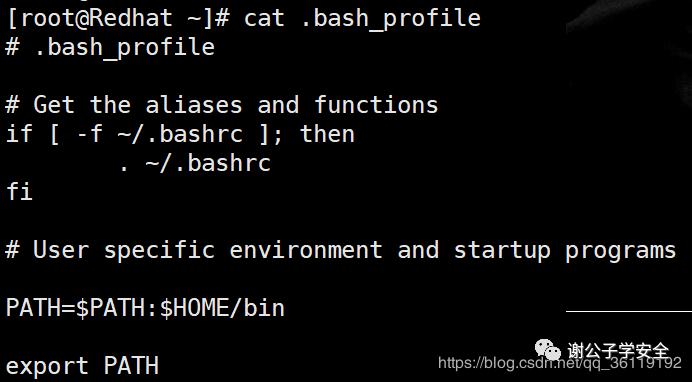 [root@Redhat ~]# cat .bash_profile
# .bash_profile
# Get the aliases and functions
if [ -f ~/.bashrc ]; then
        . ~/.bashrc
fi
# User specific environment and startup programs
PATH=$PATH:$HOME/bin
export PATH
谢公子学安全
https://blog.csdn.net/qq_36119192